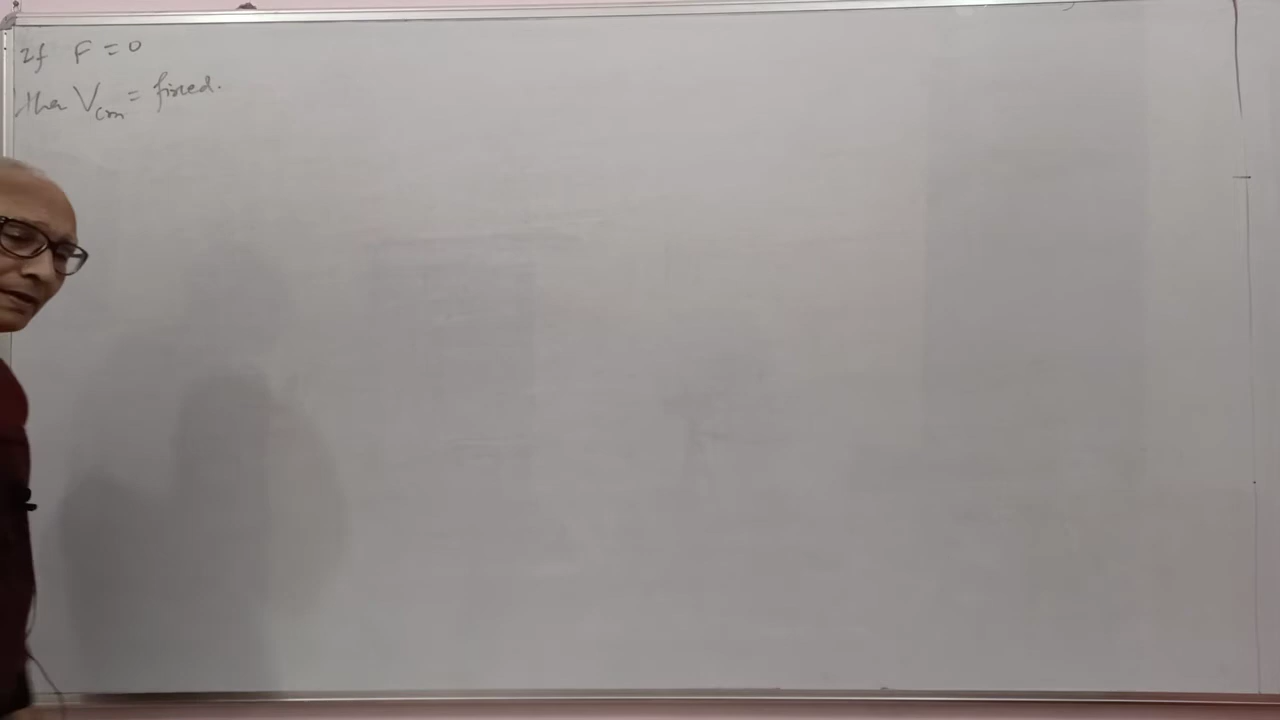 If F = 0
then V_cm = fixed.